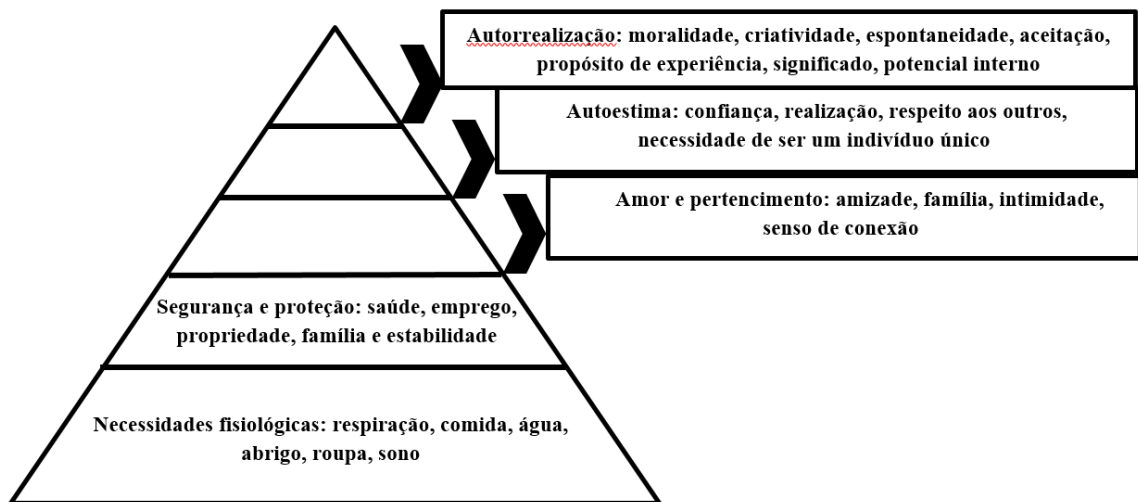 Autorrealização: moralidade, criatividade, espontaneidade, aceitação,
propósito de experiência, significado, potencial interno
Autoestima: confiança, realização, respeito aos outros,
necessidade de ser um indivíduo único
Amor e pertencimento: amizade, família, intimidade,
senso de conexão
Segurança e proteção: saúde, emprego,
propriedade, família e estabilidade
Necessidades fisiológicas: respiração, comida, água,
abrigo, roupa, sono